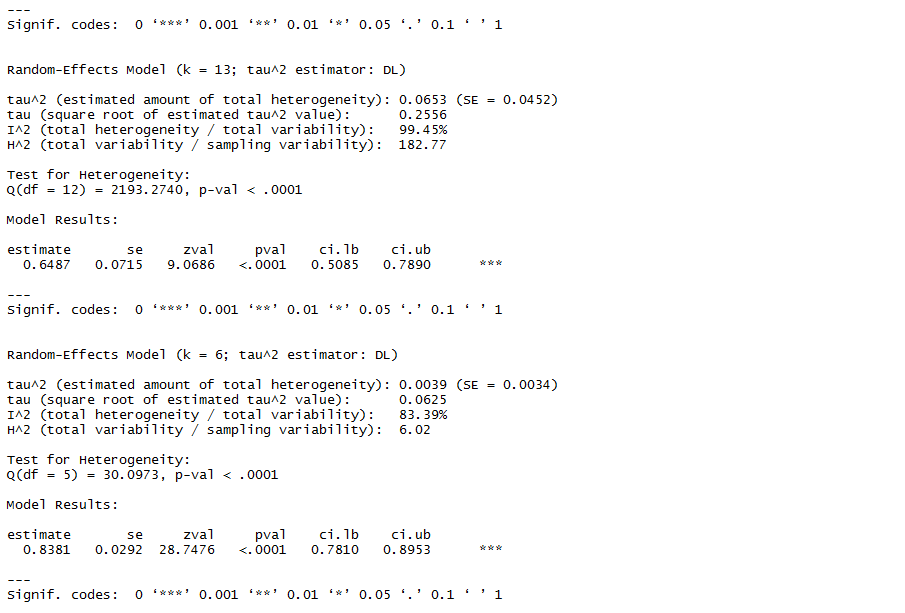 ---
Signif. codes:  0 ‘***’ 0.001 ‘**’ 0.01 ‘*’ 0.05 ‘.’ 0.1 ‘ ’ 1
Random-Effects Model (k = 13; tau^2 estimator: DL)
tau^2 (estimated amount of total heterogeneity): 0.0653 (SE = 0.0452)
tau (square root of estimated tau^2 value):      0.2556
I^2 (total heterogeneity / total variability):   99.45%
H^2 (total variability / sampling variability):  182.77
Test for Heterogeneity:
Q(df = 12) = 2193.2740, p-val < .0001
Model Results:
estimate       se     zval     pval    ci.lb    ci.ub
  0.6487   0.0715   9.0686   <.0001   0.5085   0.7890      ***
---
Signif. codes:  0 ‘***’ 0.001 ‘**’ 0.01 ‘*’ 0.05 ‘.’ 0.1 ‘ ’ 1
Random-Effects Model (k = 6; tau^2 estimator: DL)
tau^2 (estimated amount of total heterogeneity): 0.0039 (SE = 0.0034)
tau (square root of estimated tau^2 value):      0.0625
I^2 (total heterogeneity / total variability):   83.39%
H^2 (total variability / sampling variability):  6.02
Test for Heterogeneity:
Q(df = 5) = 30.0973, p-val < .0001
Model Results:
estimate       se     zval     pval    ci.lb    ci.ub
  0.8381   0.0292  28.7476   <.0001   0.7810   0.8953      ***
---
Signif. codes:  0 ‘***’ 0.001 ‘**’ 0.01 ‘*’ 0.05 ‘.’ 0.1 ‘ ’ 1